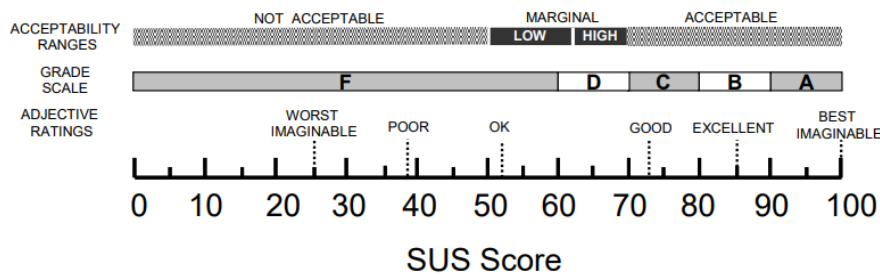 NOT ACCEPTABLE MARGINAL ACCEPTABLE
ACCEPTABILITY
RANGES
LOW HIGH
GRADE
SCALE
F D C B A
ADJECTIVE
RATINGS
WORST
IMAGINABLE
POOR OK GOOD EXCELLENT
BEST
IMAGINABLE
0 10 20 30 40 50 60 70 80 90 100
SUS Score